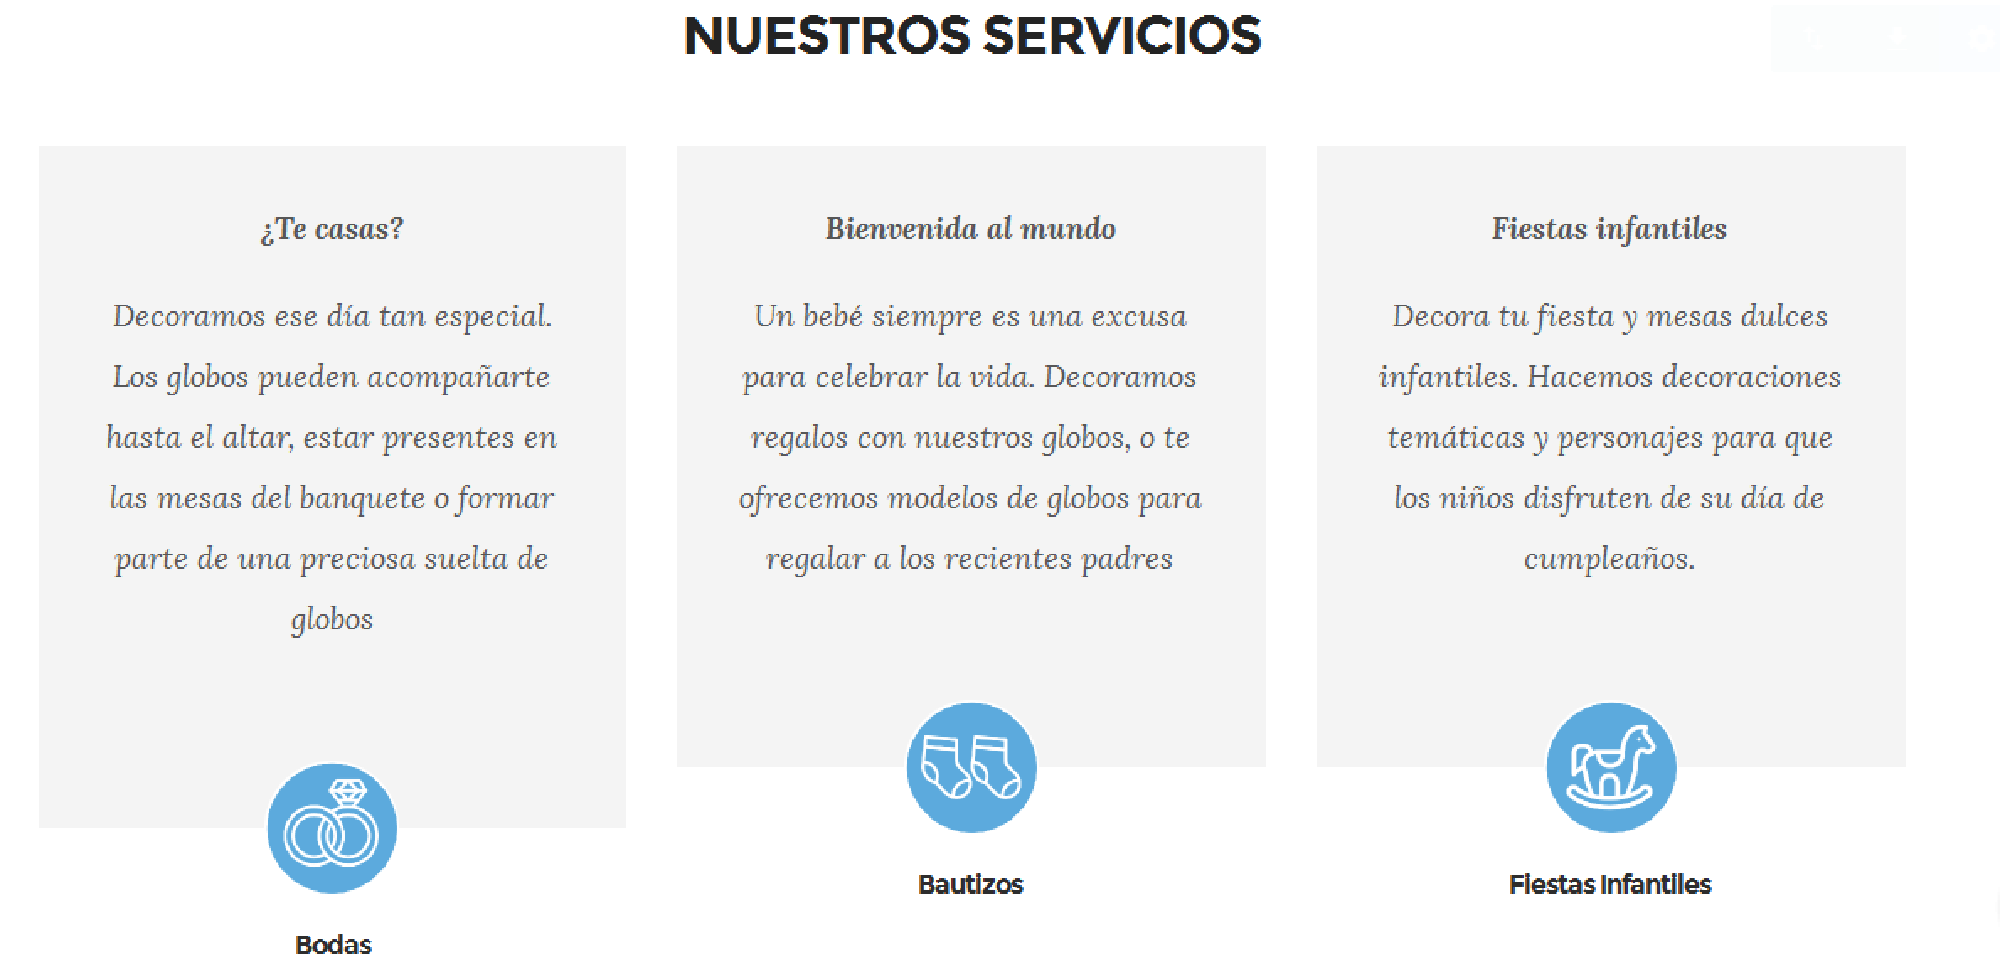 NUESTROS SERVICIOS
¿Te casas?
Decoramos ese día tan especial.
Los globos pueden acompañarte
hasta el altar, estar presentes en
las mesas del banquete o formar
parte de una preciosa suelta de
globos
Bodas
Bienvenida al mundo
Un bebé siempre es una excusa
para celebrar la vida. Decoramos
regalos con nuestros globos, o te
ofrecemos modelos de globos para
regalar a los recientes padres
Bautizos
Fiestas infantiles
Decora tu fiesta y mesas dulces
infantiles. Hacemos decoraciones
temáticas y personajes para que
los niños disfruten de su día de
cumpleaños.
Fiestas Infantiles